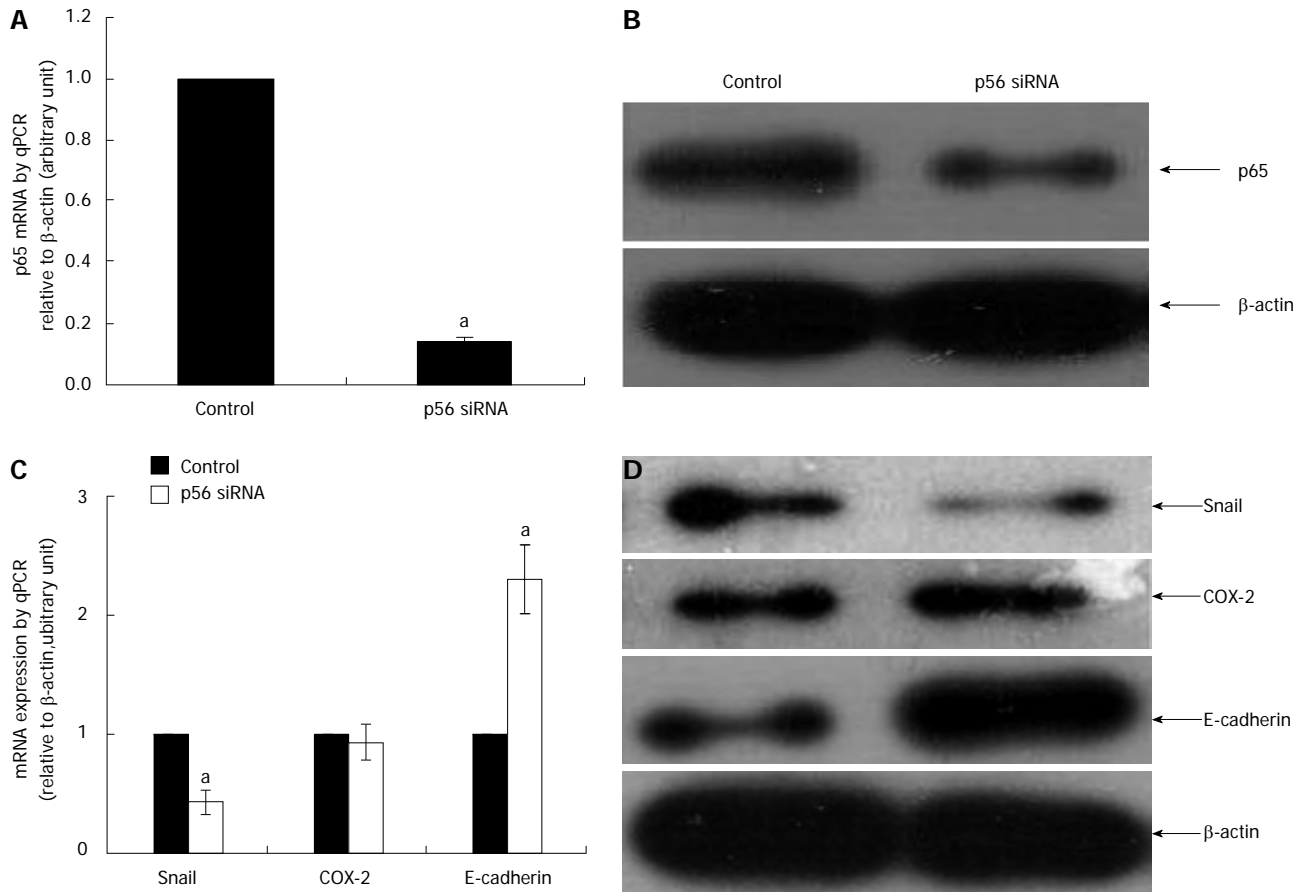 A
p65 mRNA by qPCR
relative to β-actin (arbitrary unit)
1.2
1.0
0.8
0.6
0.4
0.2
0.0
a
Control
p56 siRNA
B
Control
p56 siRNA
p65
β-actin
C
Control
p56 siRNA
mRNA expression by qPCR
(relative to β-actin,ubitrary unit)
3
2
1
0
a
a
Snail
COX-2
E-cadherin
D
Snail
COX-2
E-cadherin
β-actin